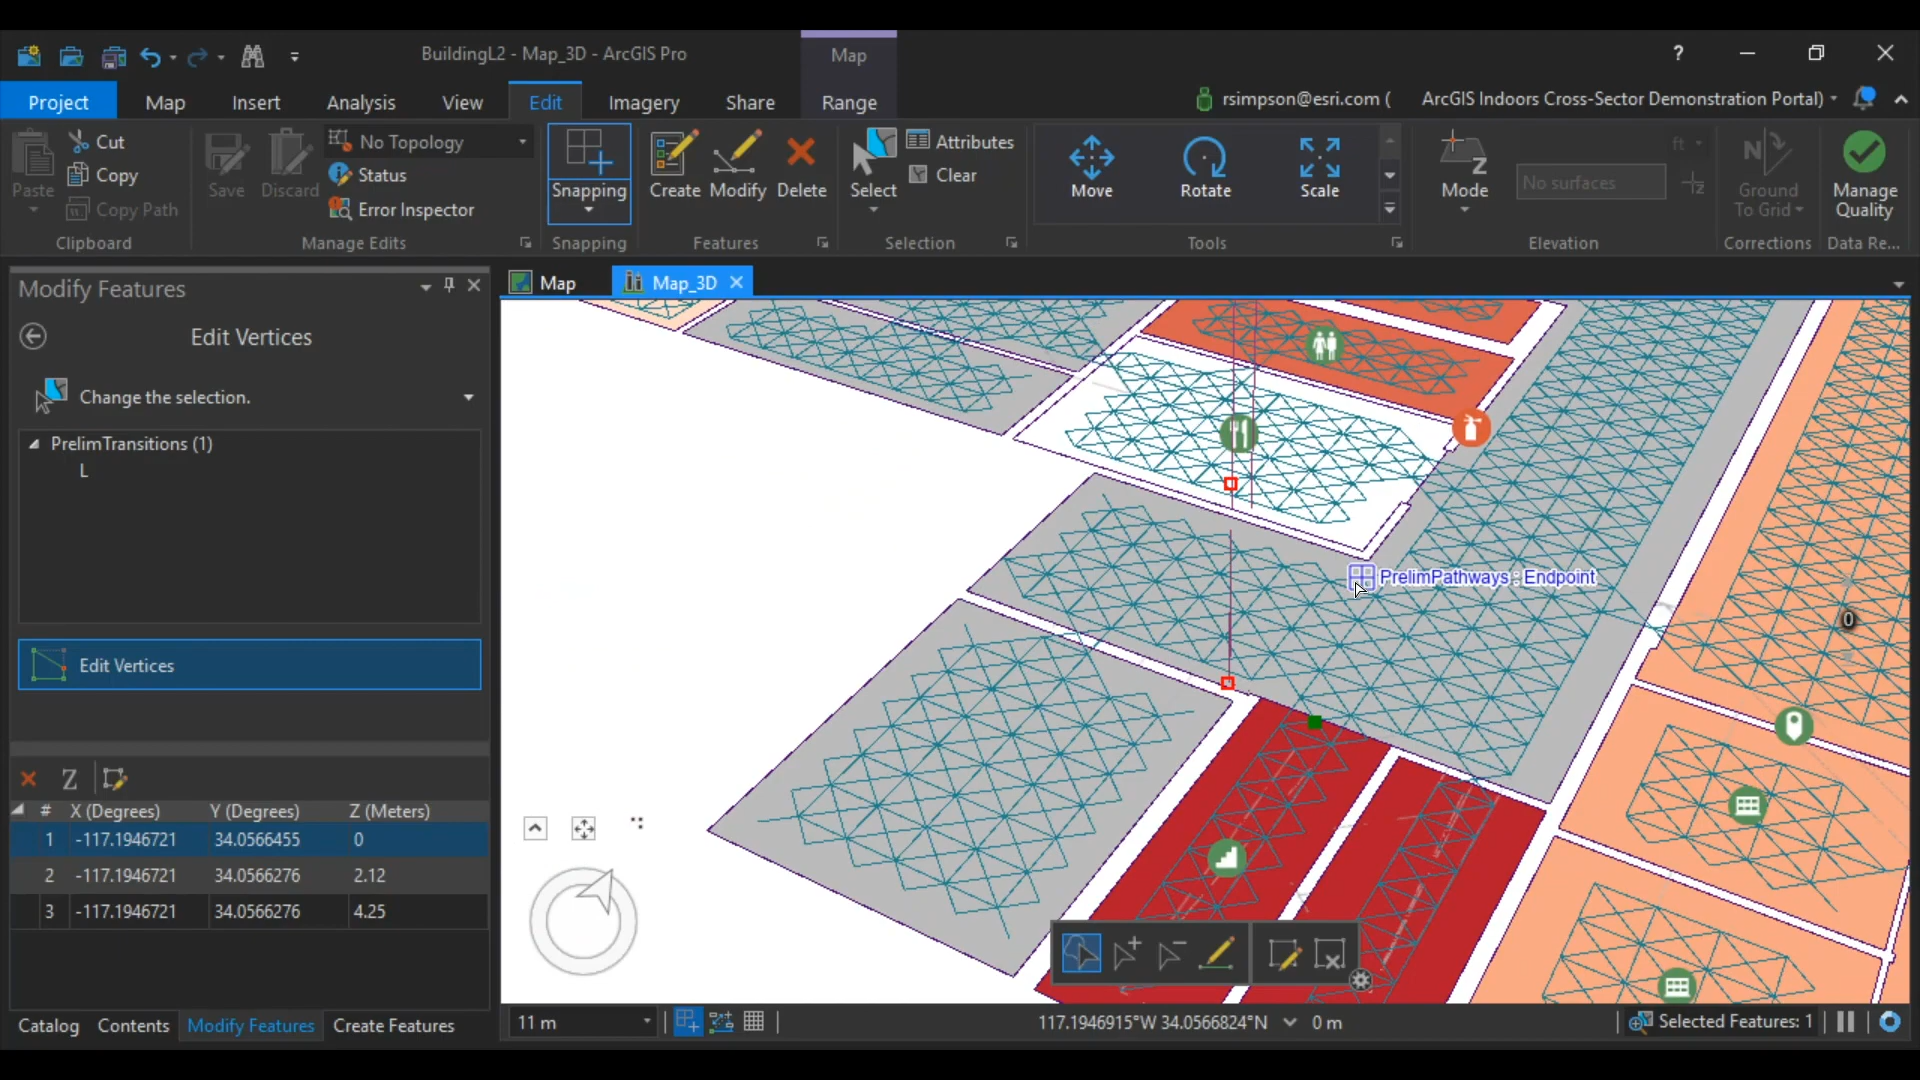 BuildingL2 - Map_3D - ArcGIS Pro
Map
?
Project
Map
Insert
Analysis
View
Edit
Imagery
Share
Range
rsimpson@esri.com (
ArcGIS Indoors Cross-Sector Demonstration Portal)
Paste
Cut
Copy
Copy Path
Clipboard
Save
Discard
No Topology
Status
Error Inspector
Manage Edits
Snapping
Snapping
Create
Modify
Delete
Features
Select
Attributes
Clear
Selection
Move
Rotate
Scale
Tools
Mode
ft
No surfaces
Elevation
Ground
To Grid
Corrections
Manage
Quality
Data Re...
Modify Features
Map
Map_3D
Edit Vertices
Change the selection.
PrelimTransitions (1)
L
Edit Vertices
# X (Degrees) Y (Degrees) Z (Meters)
1 -117.1946721 34.0566455 0
2 -117.1946721 34.0566276 2.12
3 -117.1946721 34.0566276 4.25
PrelimPathways : Endpoint
0
Catalog
Contents
Modify Features
Create Features
11 m
117.1946915°W 34.0566824°N
0 m
Selected Features: 1